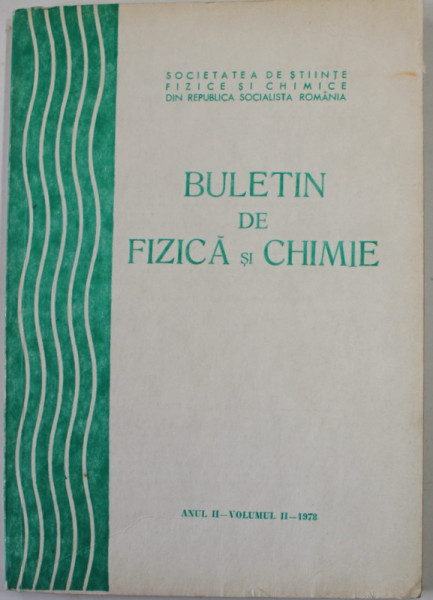 SOCIETATEA DE ȘTIINȚE
FIZICE ȘI CHIMICE
DIN REPUBLICA SOCIALISTA ROMÂNIA
BULETIN
DE
FIZICĂ și CHIMIE
ANUL II—VOLUMUL II—1978